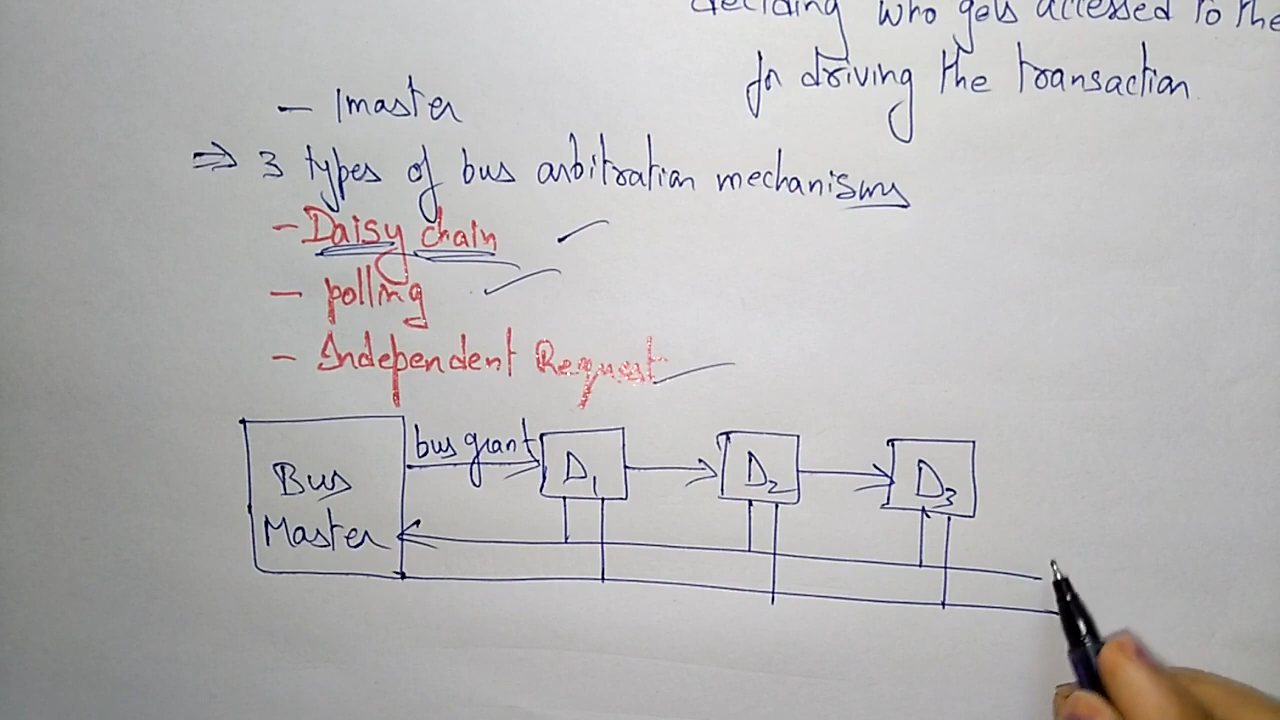 deciding who gets accessed to the
for driving the transaction
- 1master
⇒ 3 types of bus arbitration mechanisms
- Daisy chain ✓
- polling ✓
- Independent Request ✓
bus grant
D1 D2 D3
Bus
Master